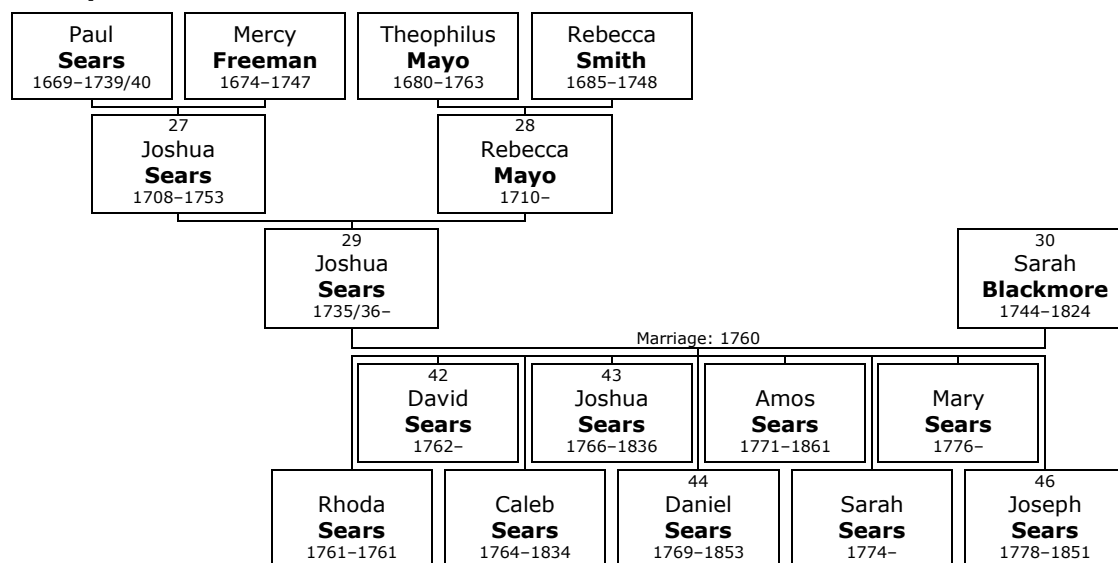 Paul
Sears
1669–1739/40
Mercy
Freeman
1674–1747
Theophilus
Mayo
1680–1763
Rebecca
Smith
1685–1748
27
Joshua
Sears
1708–1753
28
Rebecca
Mayo
1710–
29
Joshua
Sears
1735/36–
30
Sarah
Blackmore
1744–1824
Marriage: 1760
42
David
Sears
1762–
43
Joshua
Sears
1766–1836
Amos
Sears
1771–1861
Mary
Sears
1776–
Rhoda
Sears
1761–1761
Caleb
Sears
1764–1834
44
Daniel
Sears
1769–1853
Sarah
Sears
1774–
46
Joseph
Sears
1778–1851